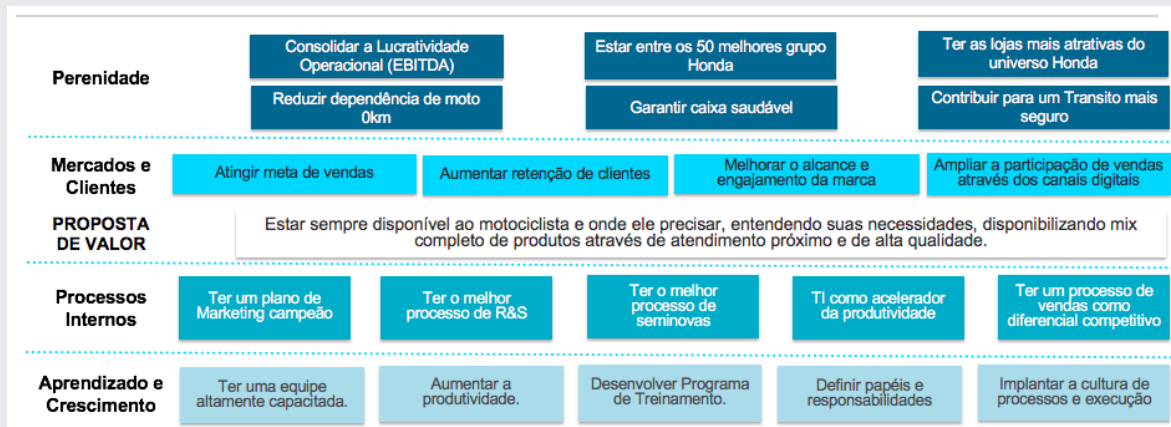 Perenidade
Consolidar a Lucratividade
Operacional (EBITDA)
Estar entre os 50 melhores grupo
Honda
Ter as lojas mais atrativas do
universo Honda
Reduzir dependência de moto
0km
Garantir caixa saudável
Contribuir para um Transito mais
seguro
Mercados e
Clientes
Atingir meta de vendas
Aumentar retenção de clientes
Melhorar o alcance e
engajamento da marca
Ampliar a participação de vendas
através dos canais digitais
PROPOSTA
DE VALOR
Estar sempre disponível ao motociclista e onde ele precisar, entendendo suas necessidades, disponibilizando mix
completo de produtos através de atendimento próximo e de alta qualidade.
Processos
Internos
Ter um plano de
Marketing campeão
Ter o melhor
processo de R&S
Ter o melhor
processo de
seminovas
TI como acelerador
da produtividade
Ter um processo de
vendas como
diferencial competitivo
Aprendizado e
Crescimento
Ter uma equipe
altamente capacitada.
Aumentar a
produtividade.
Desenvolver Programa
de Treinamento.
Definir papéis e
responsabilidades
Implantar a cultura de
processos e execução